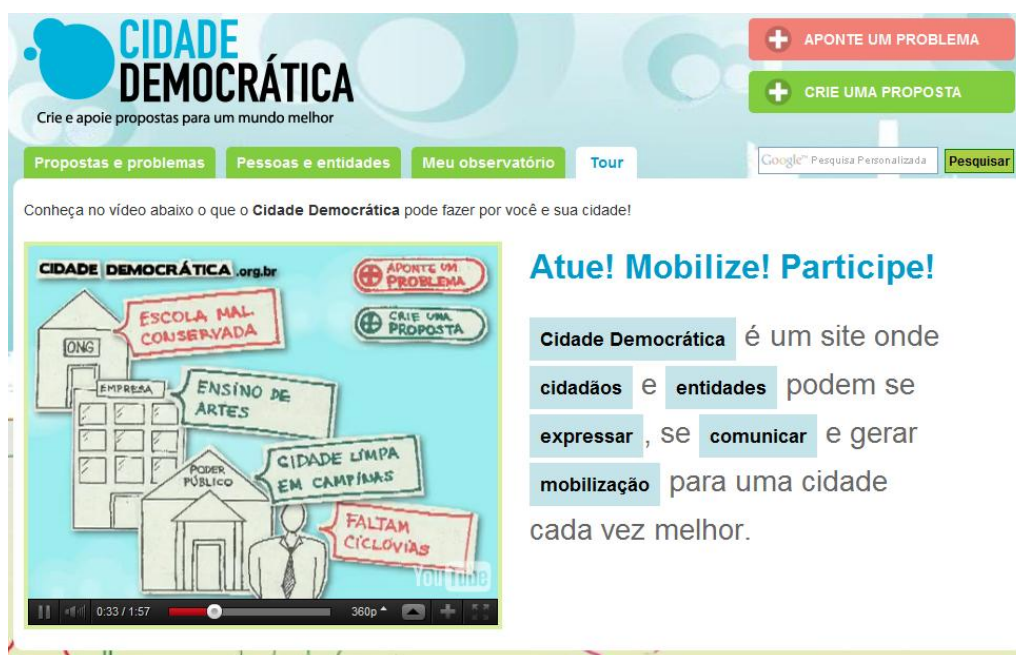 CIDADE
DEMOCRÁTICA
Crie e apoie propostas para um mundo melhor
APONTE UM PROBLEMA
CRIE UMA PROPOSTA
Propostas e problemas
Pessoas e entidades
Meu observatório
Tour
Google™ Pesquisa Personalizada
Pesquisar
Conheça no vídeo abaixo o que o Cidade Democrática pode fazer por você e sua cidade!
CIDADE DEMOCRÁTICA.org.br
APONTE UM
PROBLEMA
CRIE UMA
PROPOSTA
ESCOLA MAL
CONSERVADA
ONG
EMPRESA
ENSINO DE
ARTES
PODER
PÚBLICO
CIDADE LIMPA
EM CAMPINAS
FALTAM
CICLOVIAS
YouTube
0:33 / 1:57
360p
Atue! Mobilize! Participe!
Cidade Democrática é um site onde
cidadãos e entidades podem se
expressar , se comunicar e gerar
mobilização para uma cidade
cada vez melhor.